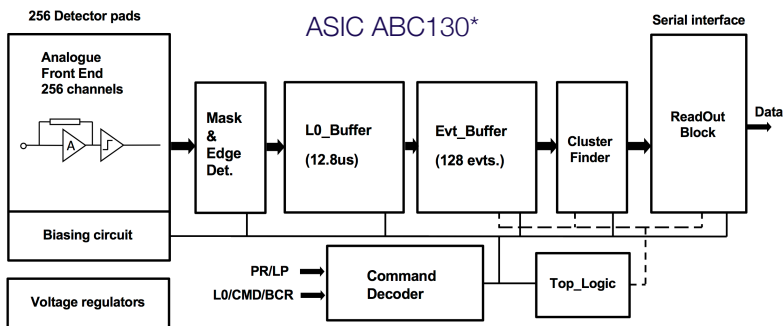 256 Detector pads
ASIC ABC130*
Serial interface
Analogue
Front End
256 channels
A
Mask
&
Edge
Det.
L0_Buffer
(12.8us)
Evt_Buffer
(128 evts.)
Cluster
Finder
ReadOut
Block
Data
Biasing circuit
Voltage regulators
PR/LP
L0/CMD/BCR
Command
Decoder
Top_Logic